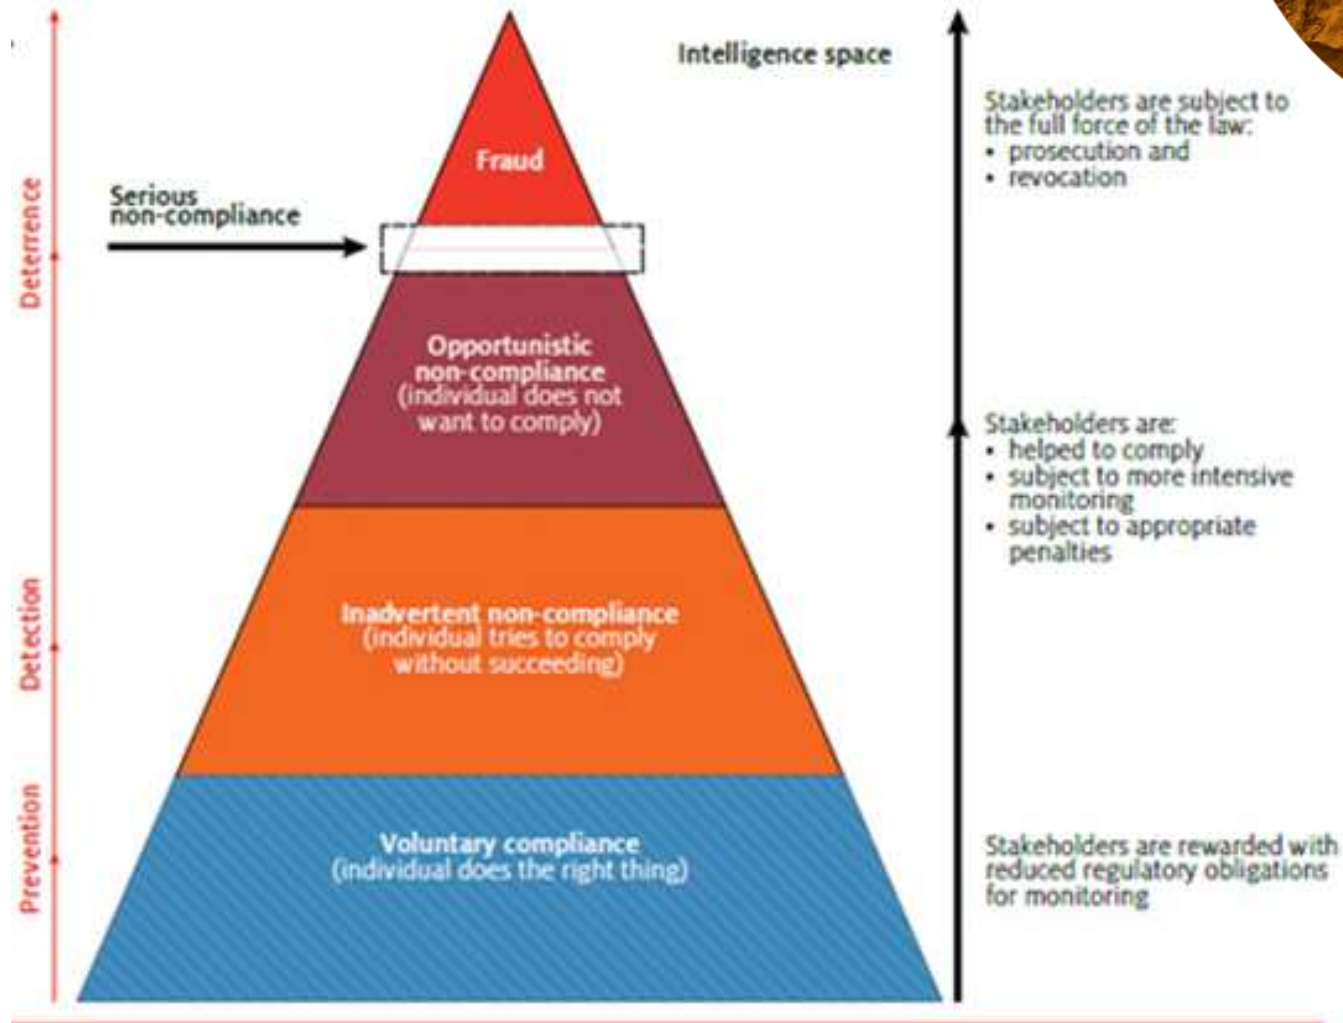 Intelligence space
Stakeholders are subject to
the full force of the law:
• prosecution and
• revocation
Fraud
Deterrence
Serious
non-compliance
Opportunistic
non-compliance
(individual does not
want to comply)
Stakeholders are:
• helped to comply
• subject to more intensive
monitoring
• subject to appropriate
penalties
Detection
Inadvertent non-compliance
(individual tries to comply
without succeeding)
Prevention
Voluntary compliance
(individual does the right thing)
Stakeholders are rewarded with
reduced regulatory obligations
for monitoring